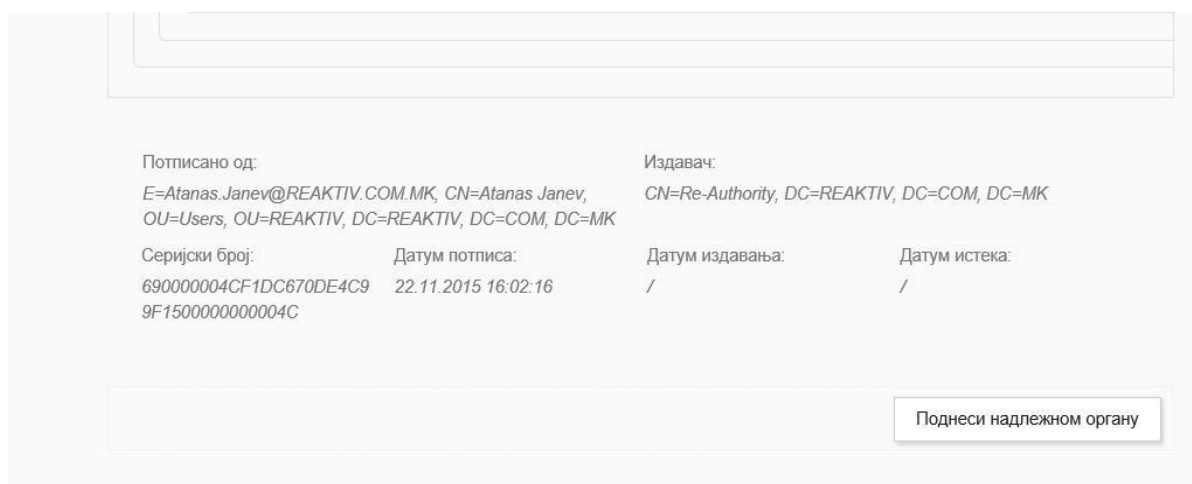 Потписано од:
E=Atanas.Janev@REAKTIV.COM.MK, CN=Atanas Janev,
OU=Users, OU=REAKTIV, DC=REAKTIV, DC=COM, DC=MK
Издавач:
CN=Re-Authority, DC=REAKTIV, DC=COM, DC=MK
Серијски број:
690000004CF1DC670DE4C9
9F1500000000004C
Датум потписа:
22.11.2015 16:02:16
Датум издавања:
/
Датум истека:
/
Поднеси надлежном органу